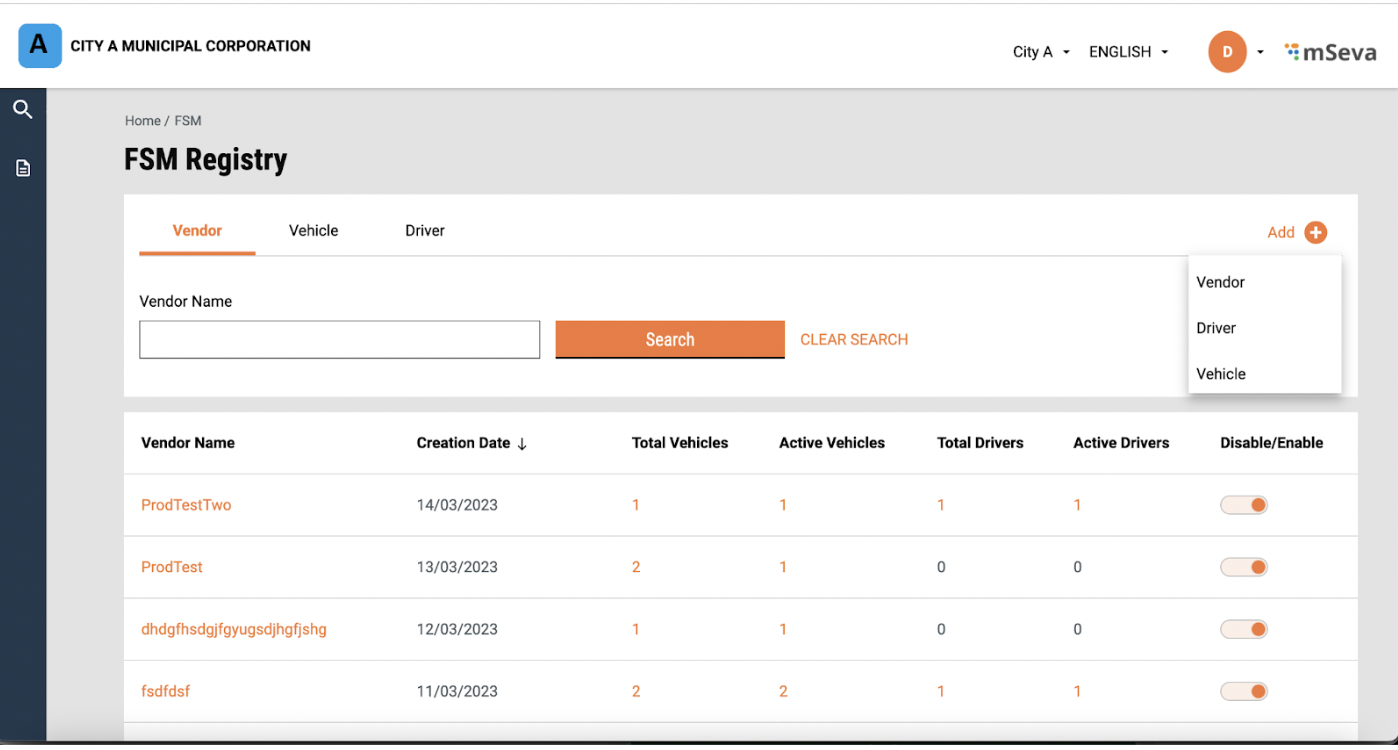 A CITY A MUNICIPAL CORPORATION City A ENGLISH D mSeva
Home / FSM
FSM Registry
Vendor Vehicle Driver Add
Vendor
Driver
Vehicle
Vendor Name
Search CLEAR SEARCH
Vendor Name Creation Date ↓ Total Vehicles Active Vehicles Total Drivers Active Drivers Disable/Enable
ProdTestTwo 14/03/2023 1 1 1 1
ProdTest 13/03/2023 2 1 0 0
dhdgfhsdgjfgyugsdjhgfjshg 12/03/2023 1 1 0 0
fsdfdsf 11/03/2023 2 2 1 1